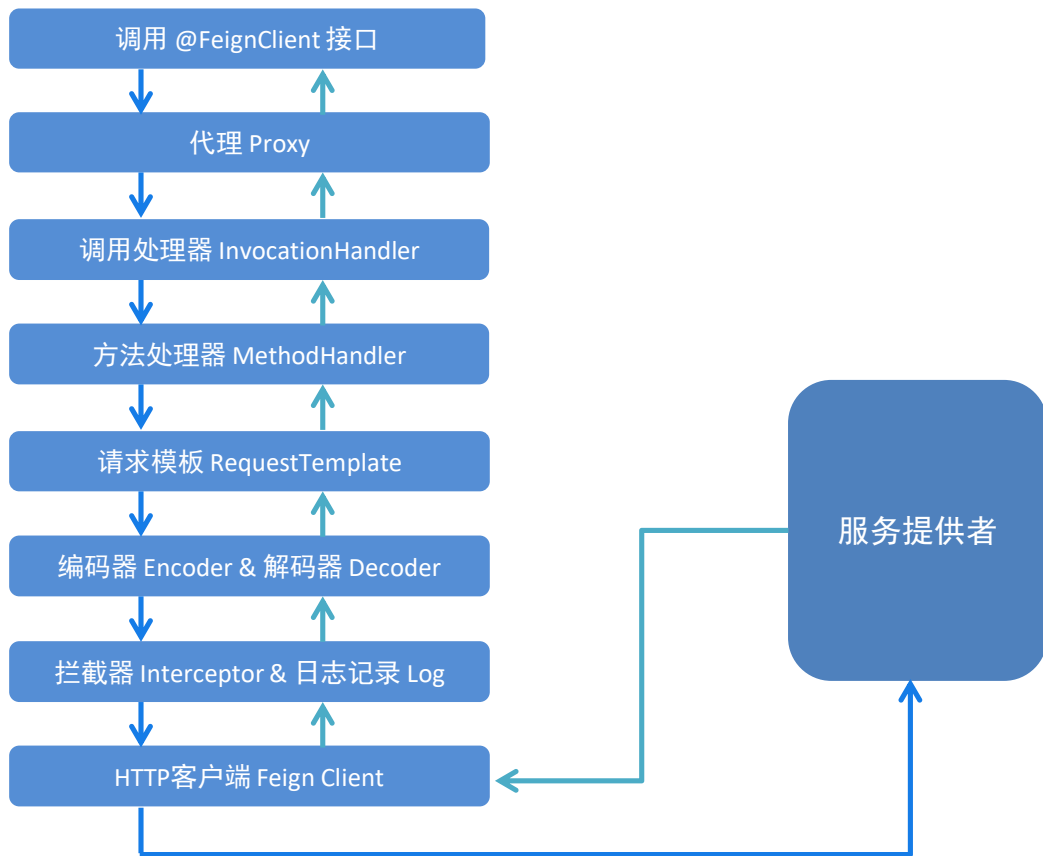 调用 @FeignClient 接口
代理 Proxy
调用处理器 InvocationHandler
方法处理器 MethodHandler
请求模板 RequestTemplate
服务提供者
编码器 Encoder & 解码器 Decoder
拦截器 Interceptor & 日志记录 Log
HTTP客户端 Feign Client